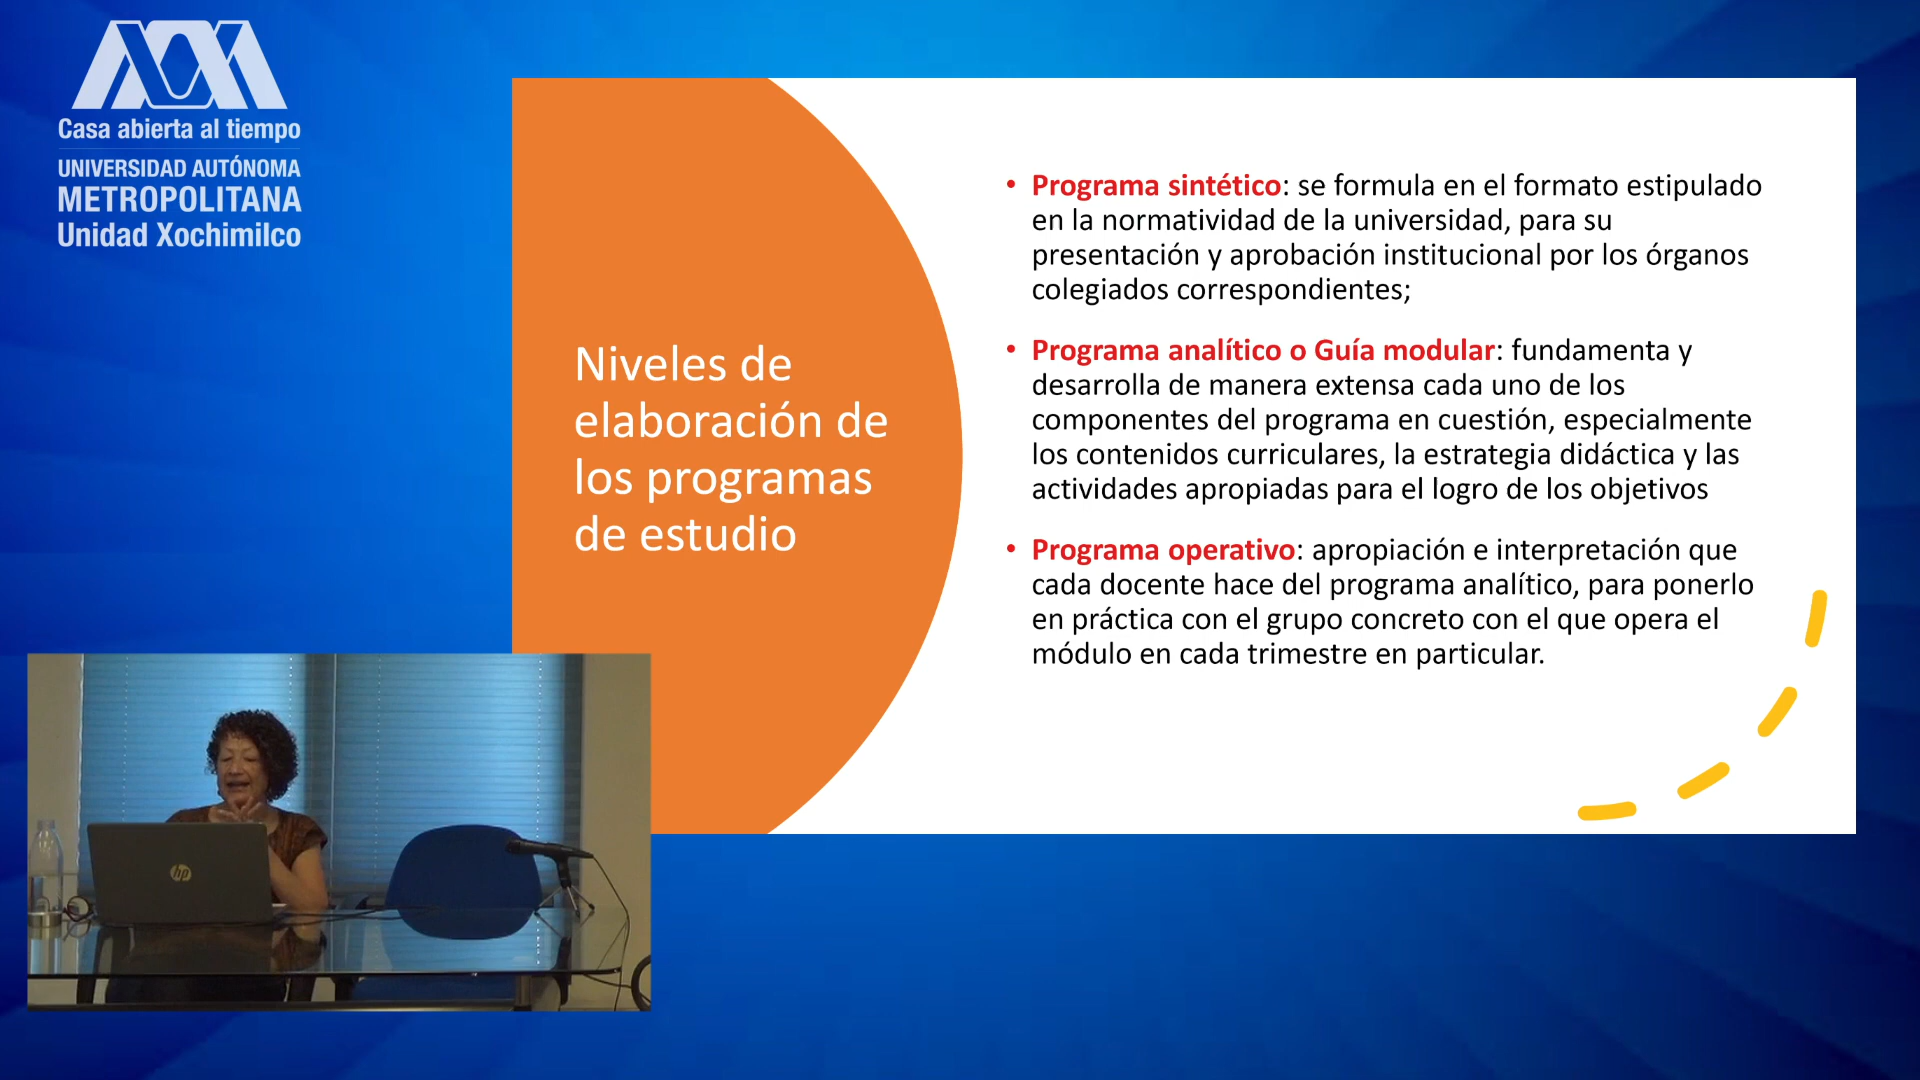 Casa abierta al tiempo
UNIVERSIDAD AUTÓNOMA
METROPOLITANA
Unidad Xochimilco
Niveles de
elaboración de
los programas
de estudio
• Programa sintético: se formula en el formato estipulado
en la normatividad de la universidad, para su
presentación y aprobación institucional por los órganos
colegiados correspondientes;
• Programa analítico o Guía modular: fundamenta y
desarrolla de manera extensa cada uno de los
componentes del programa en cuestión, especialmente
los contenidos curriculares, la estrategia didáctica y las
actividades apropiadas para el logro de los objetivos
• Programa operativo: apropiación e interpretación que
cada docente hace del programa analítico, para ponerlo
en práctica con el grupo concreto con el que opera el
módulo en cada trimestre en particular.
hp